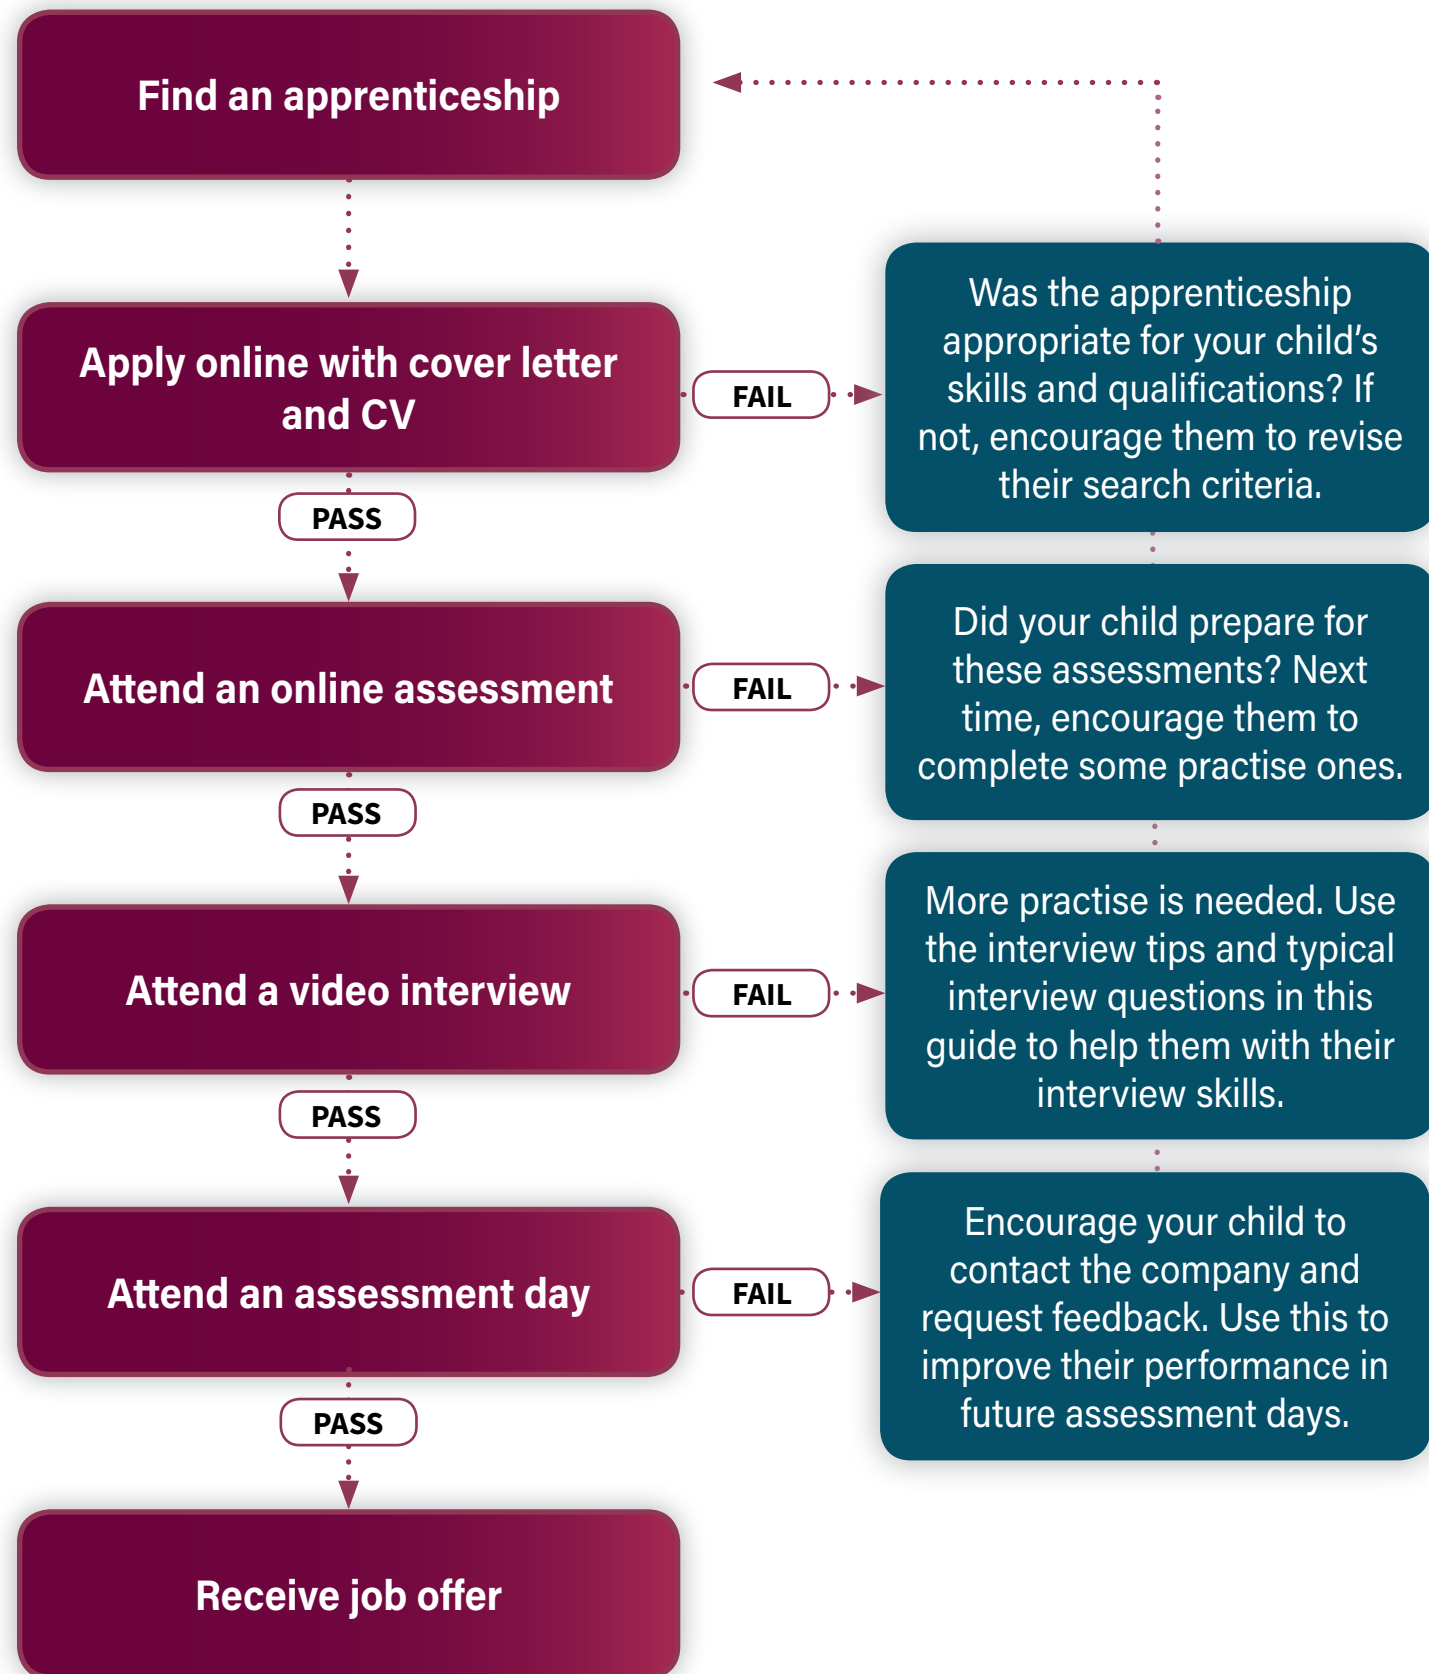 Find an apprenticeship
Apply online with cover letter
and CV
FAIL
Was the apprenticeship
appropriate for your child's
skills and qualifications? If
not, encourage them to revise
their search criteria.
PASS
Attend an online assessment
FAIL
Did your child prepare for
these assessments? Next
time, encourage them to
complete some practise ones.
PASS
Attend a video interview
FAIL
More practise is needed. Use
the interview tips and typical
interview questions in this
guide to help them with their
interview skills.
PASS
Attend an assessment day
FAIL
Encourage your child to
contact the company and
request feedback. Use this to
improve their performance in
future assessment days.
PASS
Receive job offer